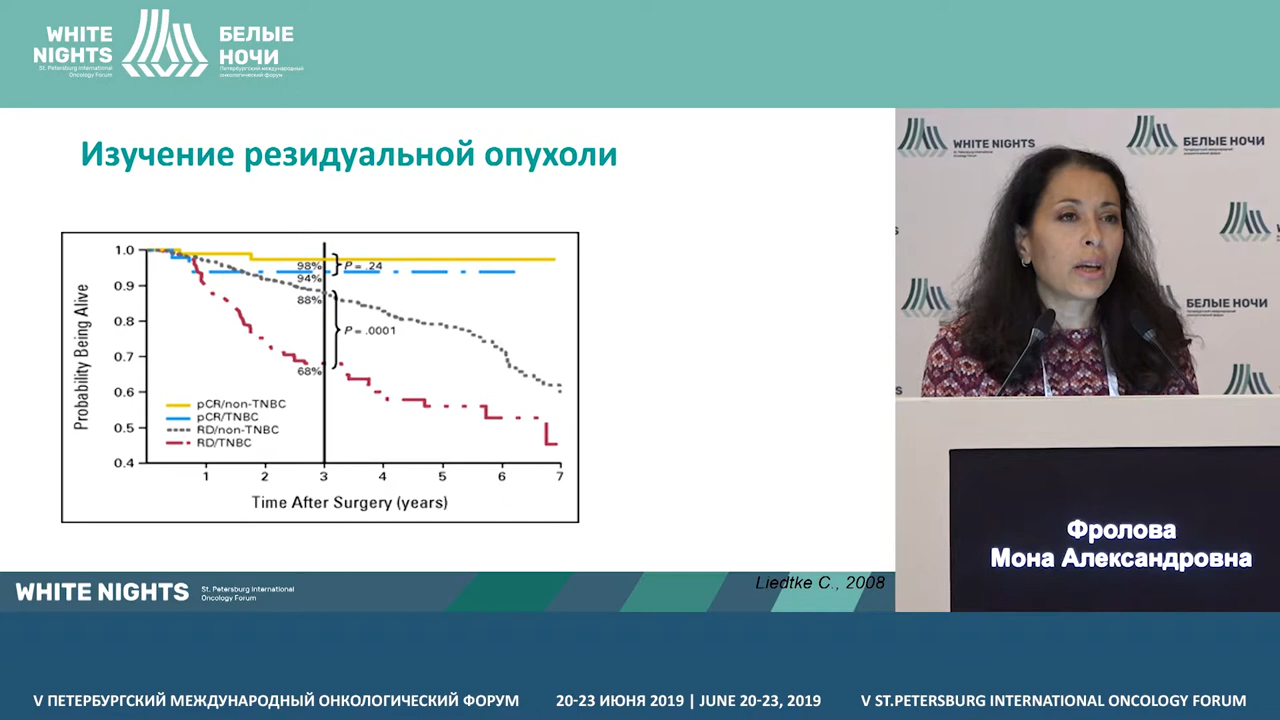 WHITE
NIGHTS
St. Petersburg International
Oncology Forum
БЕЛЫЕ
НОЧИ
Петербургский международный
онкологический форум
Изучение резидуальной опухоли
Probability Being Alive
1.0
0.9
0.8
0.7
0.6
0.5
0.4
98%
94%
88%
68%
P = .24
P = .0001
pCR/non-TNBC
pCR/TNBC
RD/non-TNBC
RD/TNBC
1 2 3 4 5 6 7
Time After Surgery (years)
WHITE NIGHTS
БЕЛЫЕ НОЧИ
БЕЛЫЕ НОЧИ
Фролова
Мона Александровна
WHITE NIGHTS
St. Petersburg International
Oncology Forum
Liedtke C., 2008
V ПЕТЕРБУРГСКИЙ МЕЖДУНАРОДНЫЙ ОНКОЛОГИЧЕСКИЙ ФОРУМ
20-23 ИЮНЯ 2019 | JUNE 20-23, 2019
V ST.PETERSBURG INTERNATIONAL ONCOLOGY FORUM